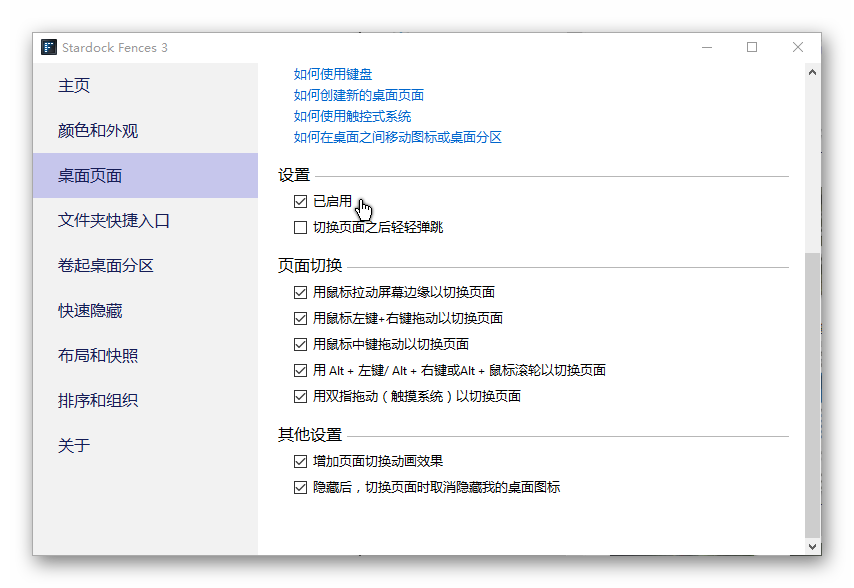 Stardock Fences 3
主页
颜色和外观
桌面页面
文件夹快捷入口
卷起桌面分区
快速隐藏
布局和快照
排序和组织
关于
如何使用键盘
如何创建新的桌面页面
如何使用触控式系统
如何在桌面之间移动图标或桌面分区
设置
已启用
切换页面之后轻轻弹跳
页面切换
用鼠标拉动屏幕边缘以切换页面
用鼠标左键+右键拖动以切换页面
用鼠标中键拖动以切换页面
用 Alt + 左键/ Alt + 右键或Alt + 鼠标滚轮以切换页面
用双指拖动（触摸系统）以切换页面
其他设置
增加页面切换动画效果
隐藏后，切换页面时取消隐藏我的桌面图标